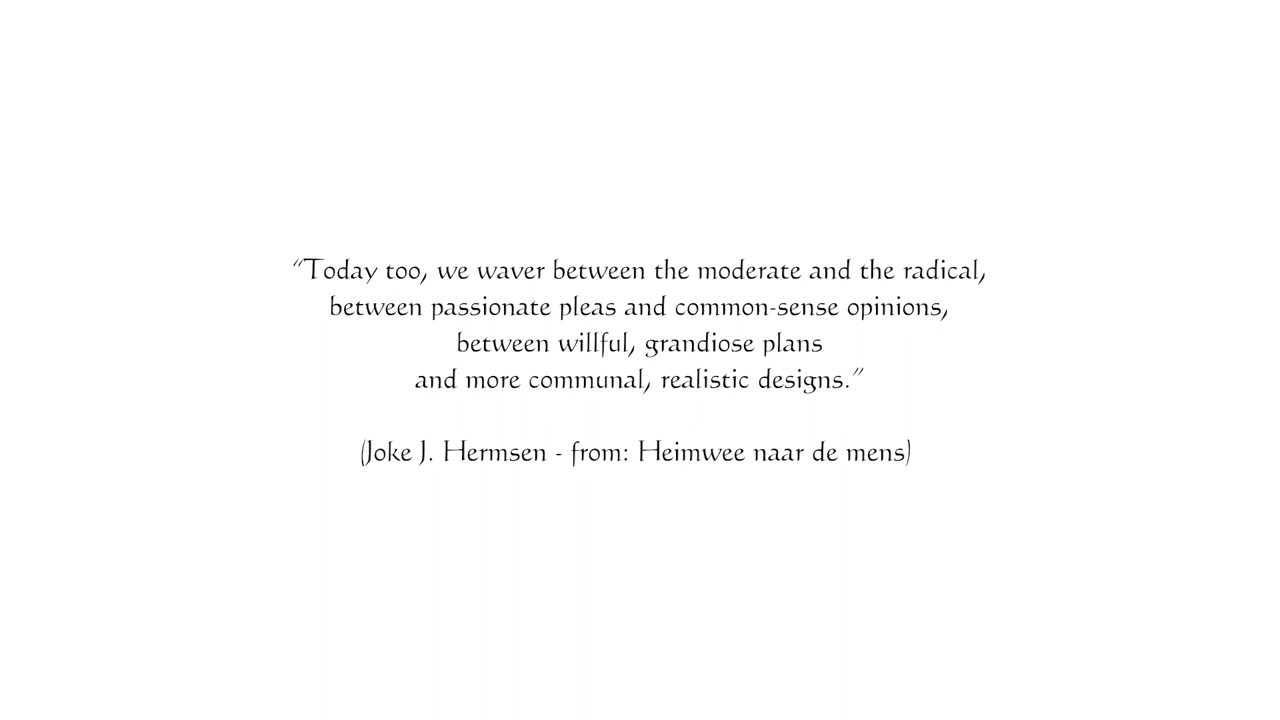 “Today too, we waver between the moderate and the radical,
between passionate pleas and common-sense opinions,
between willful, grandiose plans
and more communal, realistic designs.”
(Joke J. Hermsen - from: Heimwee naar de mens)